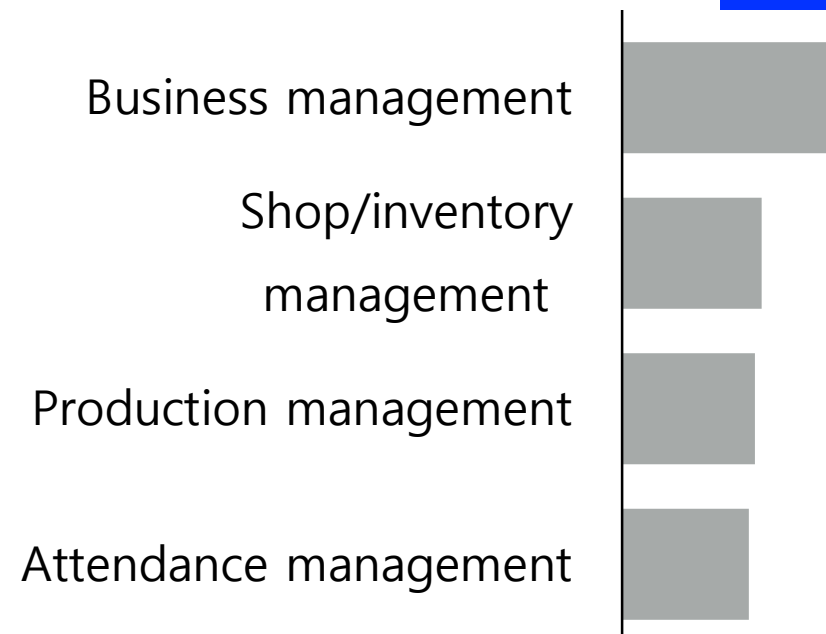 Business management
Shop/inventory
management
Production management
Attendance management